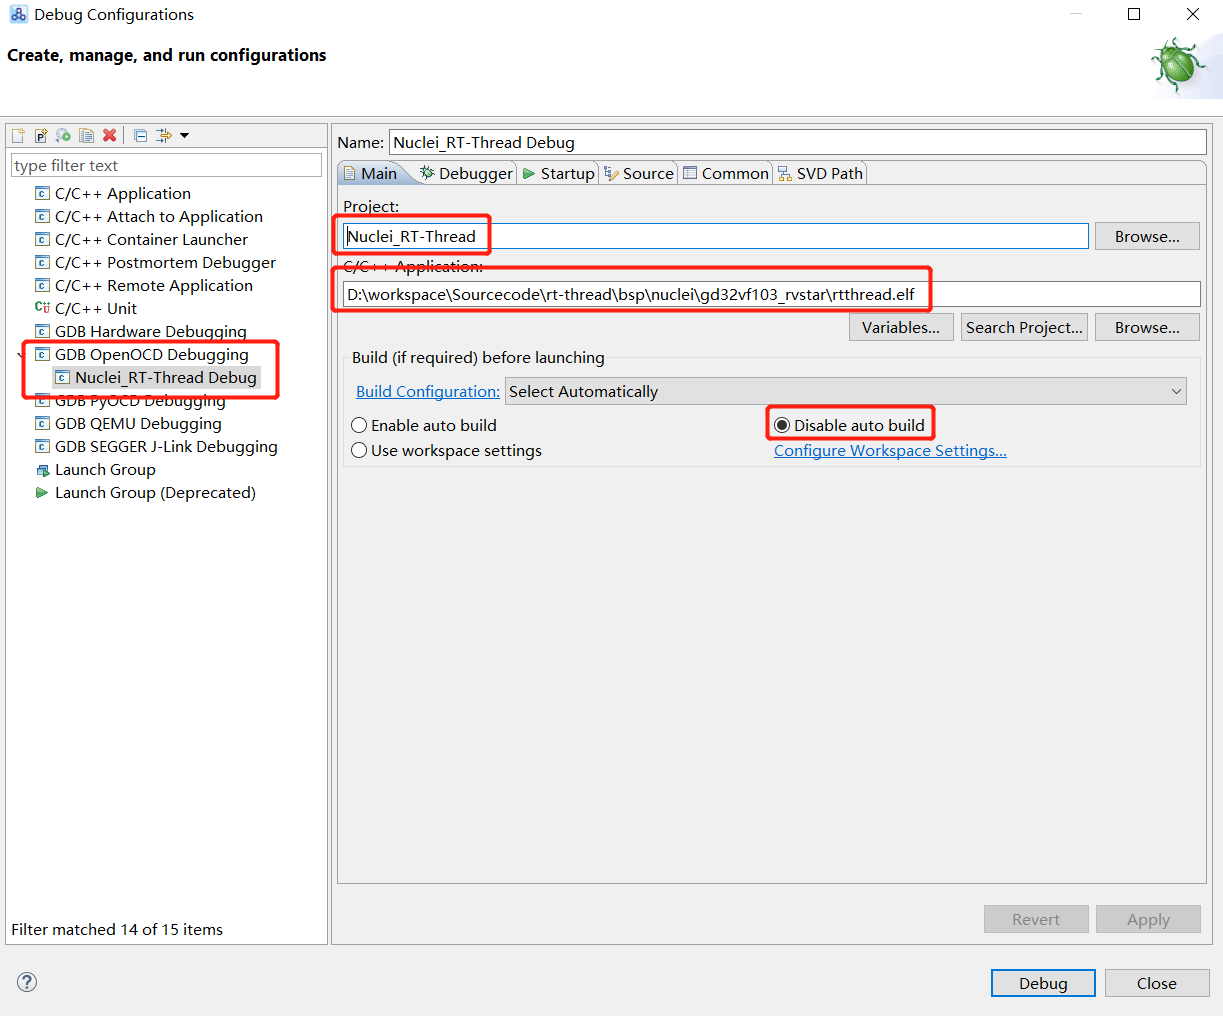 Debug Configurations
Create, manage, and run configurations
type filter text
C/C++ Application
C/C++ Attach to Application
C/C++ Container Launcher
C/C++ Postmortem Debugger
C/C++ Remote Application
C/C++ Unit
GDB Hardware Debugging
GDB OpenOCD Debugging
Nuclei_RT-Thread Debug
GDB PyOCD Debugging
GDB QEMU Debugging
GDB SEGGER J-Link Debugging
Launch Group
Launch Group (Deprecated)
Filter matched 14 of 15 items
Name: Nuclei_RT-Thread Debug
Main Debugger Startup Source Common SVD Path
Project:
Nuclei_RT-Thread Browse...
C/C++ Application:
D:\workspace\Sourcecode\rt-thread\bsp\nuclei\gd32vf103_rvstar\rtthread.elf
Variables... Search Project... Browse...
Build (if required) before launching
Build Configuration: Select Automatically
Enable auto build Disable auto build
Use workspace settings Configure Workspace Settings...
Revert Apply
Debug Close